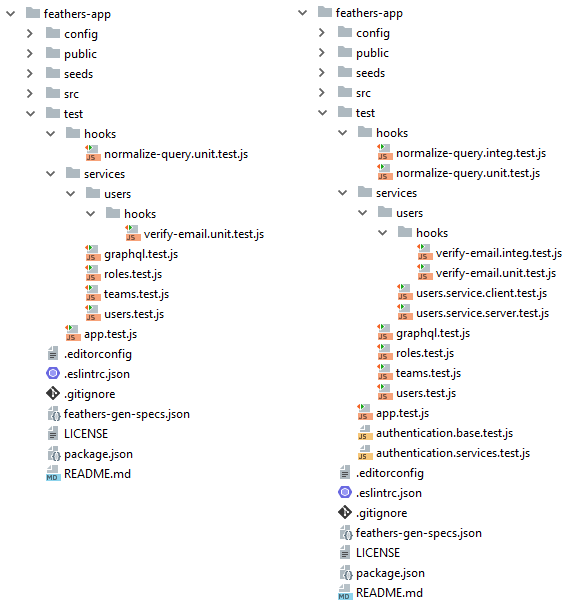 feathers-app
config
public
seeds
src
test
hooks
normalize-query.unit.test.js
services
users
hooks
verify-email.unit.test.js
graphql.test.js
roles.test.js
teams.test.js
users.test.js
app.test.js
.editorconfig
.eslintrc.json
.gitignore
feathers-gen-specs.json
LICENSE
package.json
README.md
feathers-app
config
public
seeds
src
test
hooks
normalize-query.integ.test.js
normalize-query.unit.test.js
services
users
hooks
verify-email.integ.test.js
verify-email.unit.test.js
users.service.client.test.js
users.service.server.test.js
graphql.test.js
roles.test.js
teams.test.js
users.test.js
app.test.js
authentication.base.test.js
authentication.services.test.js
.editorconfig
.eslintrc.json
.gitignore
feathers-gen-specs.json
LICENSE
package.json
README.md